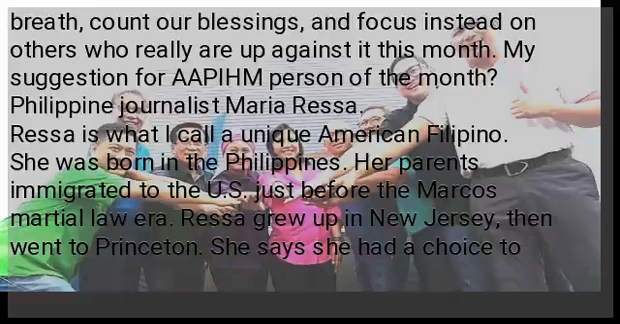 breath, count our blessings, and focus instead on
others who really are up against it this month. My
suggestion for AAPIHM person of the month?
Philippine journalist Maria Ressa.
Ressa is what I call a unique American Filipino.
She was born in the Philippines. Her parents
immigrated to the U.S. just before the Marcos
martial law era. Ressa grew up in New Jersey, then
went to Princeton. She says she had a choice to